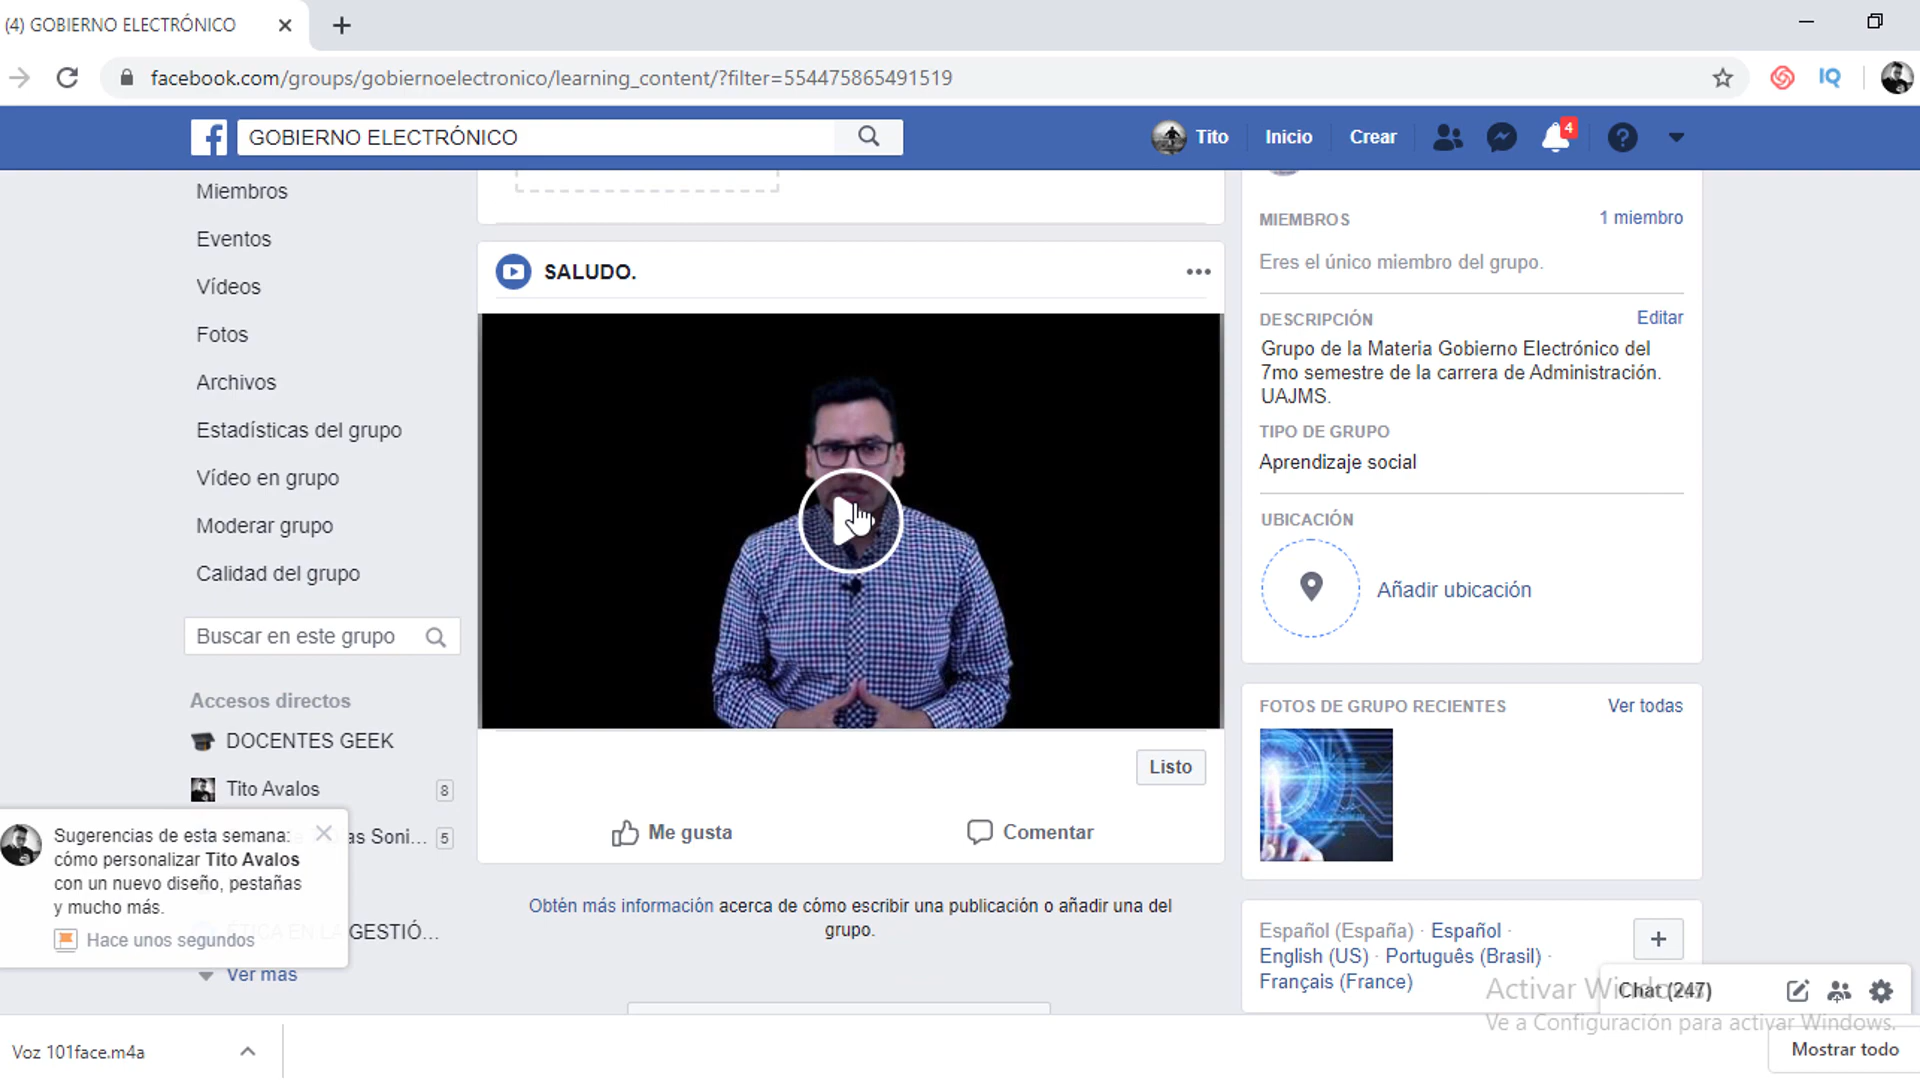 (4) GOBIERNO ELECTRÓNICO
facebook.com/groups/gobiernoelectronico/learning_content/?filter=554475865491519
IQ
GOBIERNO ELECTRÓNICO
Tito
Inicio
Crear
4
Miembros
Eventos
Vídeos
Fotos
Archivos
Estadísticas del grupo
Vídeo en grupo
Moderar grupo
Calidad del grupo
Buscar en este grupo
Accesos directos
DOCENTES GEEK
Tito Avalos 8
as Soni... 5
ÉTICA EN LA GESTIÓ...
Ver más
Sugerencias de esta semana:
cómo personalizar Tito Avalos
con un nuevo diseño, pestañas
y mucho más.
Hace unos segundos
SALUDO.
Listo
Me gusta
Comentar
Obtén más información acerca de cómo escribir una publicación o añadir una del
grupo.
MIEMBROS
1 miembro
Eres el único miembro del grupo.
DESCRIPCIÓN
Editar
Grupo de la Materia Gobierno Electrónico del
7mo semestre de la carrera de Administración.
UAJMS.
TIPO DE GRUPO
Aprendizaje social
UBICACIÓN
Añadir ubicación
FOTOS DE GRUPO RECIENTES
Ver todas
Español (España) · Español ·
English (US) · Português (Brasil) ·
Français (France)
Chat (247)
Activar Windows
Ve a Configuración para activar Windows.
Voz 101face.m4a
Mostrar todo